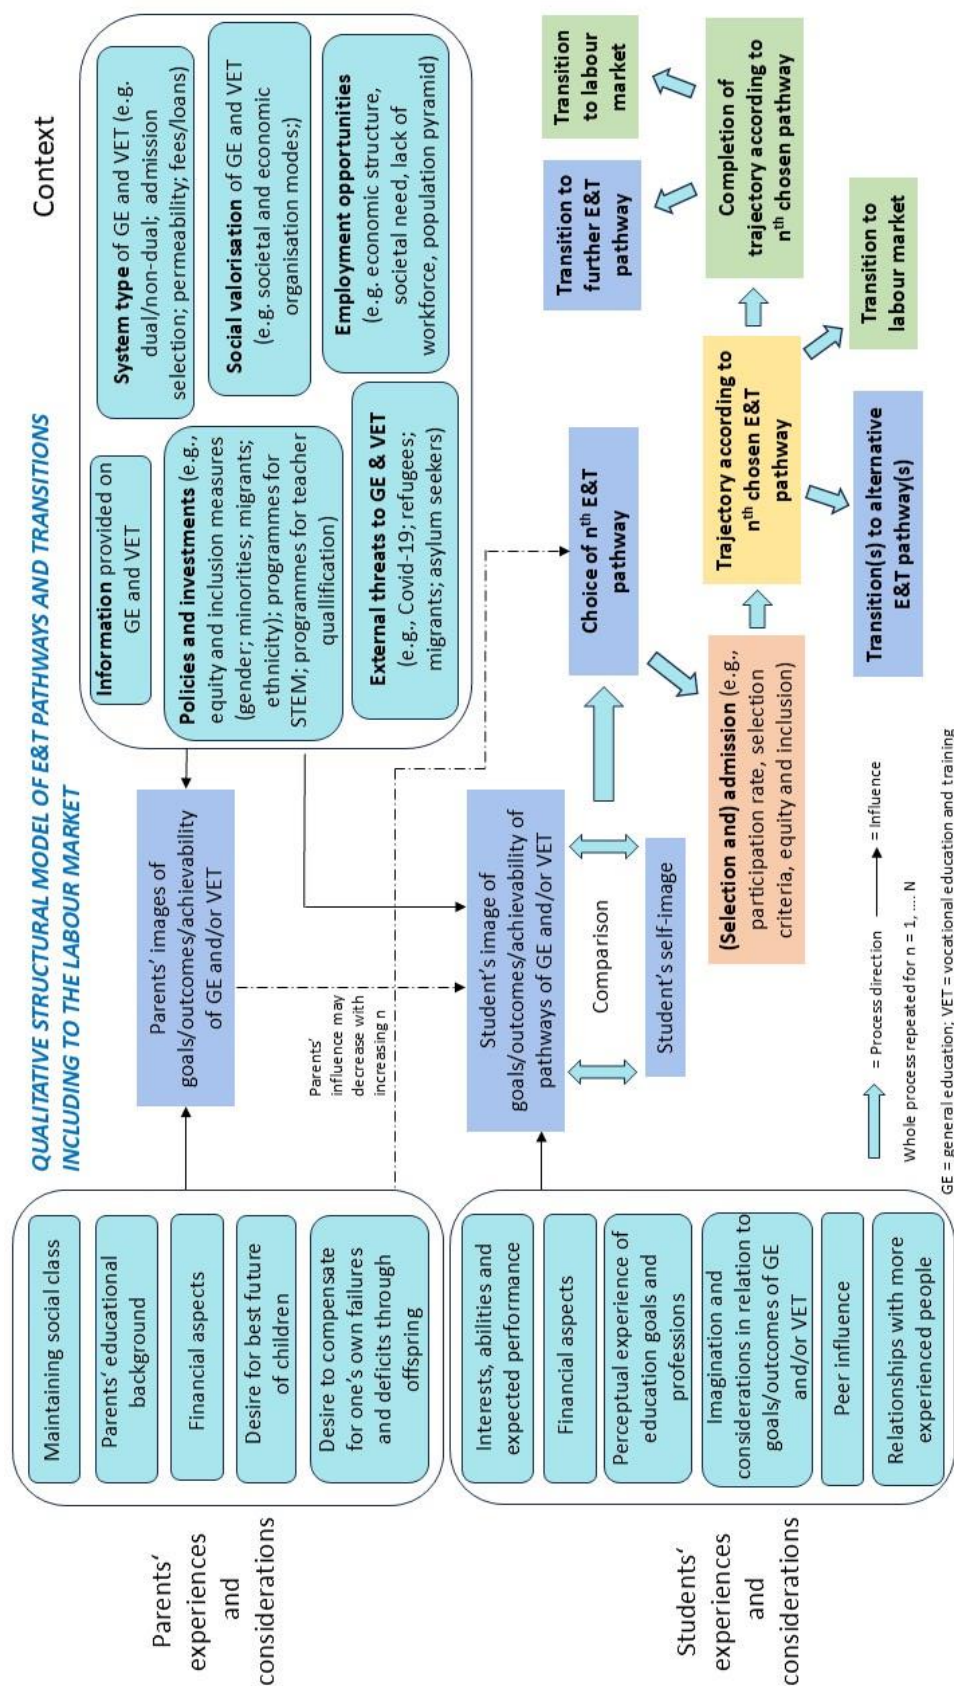 QUALITATIVE STRUCTURAL MODEL OF E&T PATHWAYS AND TRANSITIONS
INCLUDING TO THE LABOUR MARKET
Context
Parents‘
experiences
and
considerations
Maintaining social class
Parents‘ educational
background
Financial aspects
Desire for best future
of children
Desire to compensate
for one's own failures
and deficits through
offspring
Parents' images of
goals/outcomes/achievability
of GE and/or VET
Information provided on
GE and VET
Policies and investments (e.g.,
equity and inclusion measures
(gender; minorities; migrants;
ethnicity); programmes for
STEM; programmes for teacher
quallification)
External threats to GE & VET
(e.g., Covid-19; refugees;
migrants; asylum seekers)
System type of GE and VET (e.g.
dual/non-dual; admission
selection; permeability; fees/loans)
Social valorisation of GE and VET
(e.g. societal and economic
organisation modes;)
Employment opportunities
(e.g. economic structure,
societal need, lack of
workforce, population pyramid)
Parents'
influence may
decrease with
increasing n
Students‘
experiences
and
considerations
Interests, abilities and
expected performance
Financial aspects
Perceptual experience of
education goals and
professions
Imagination and
considerations in relation to
goals/outcomes of GE
and/or VET
Peer influence
Relationships with more
experienced people
Student's image of
goals/outcomes/achievability of
pathways of GE and/or VET
Comparison
Student's self-image
Choice of nth E&T
pathway
(Selection and) admission (e.g.,
participation rate, selection
criteria, equity and inclusion)
Trajectory according to
nth chosen E&T
pathway
Transition(s) to alternative
E&T pathway(s)
Transition to
labour market
Completion of
trajectory according to
nth chosen pathway
Transition to
further E&T
pathway
Transition
to labour
market
= Process direction
= Influence
Whole process repeated for n = 1, .... N
GE = general education; VET = vocational education and training